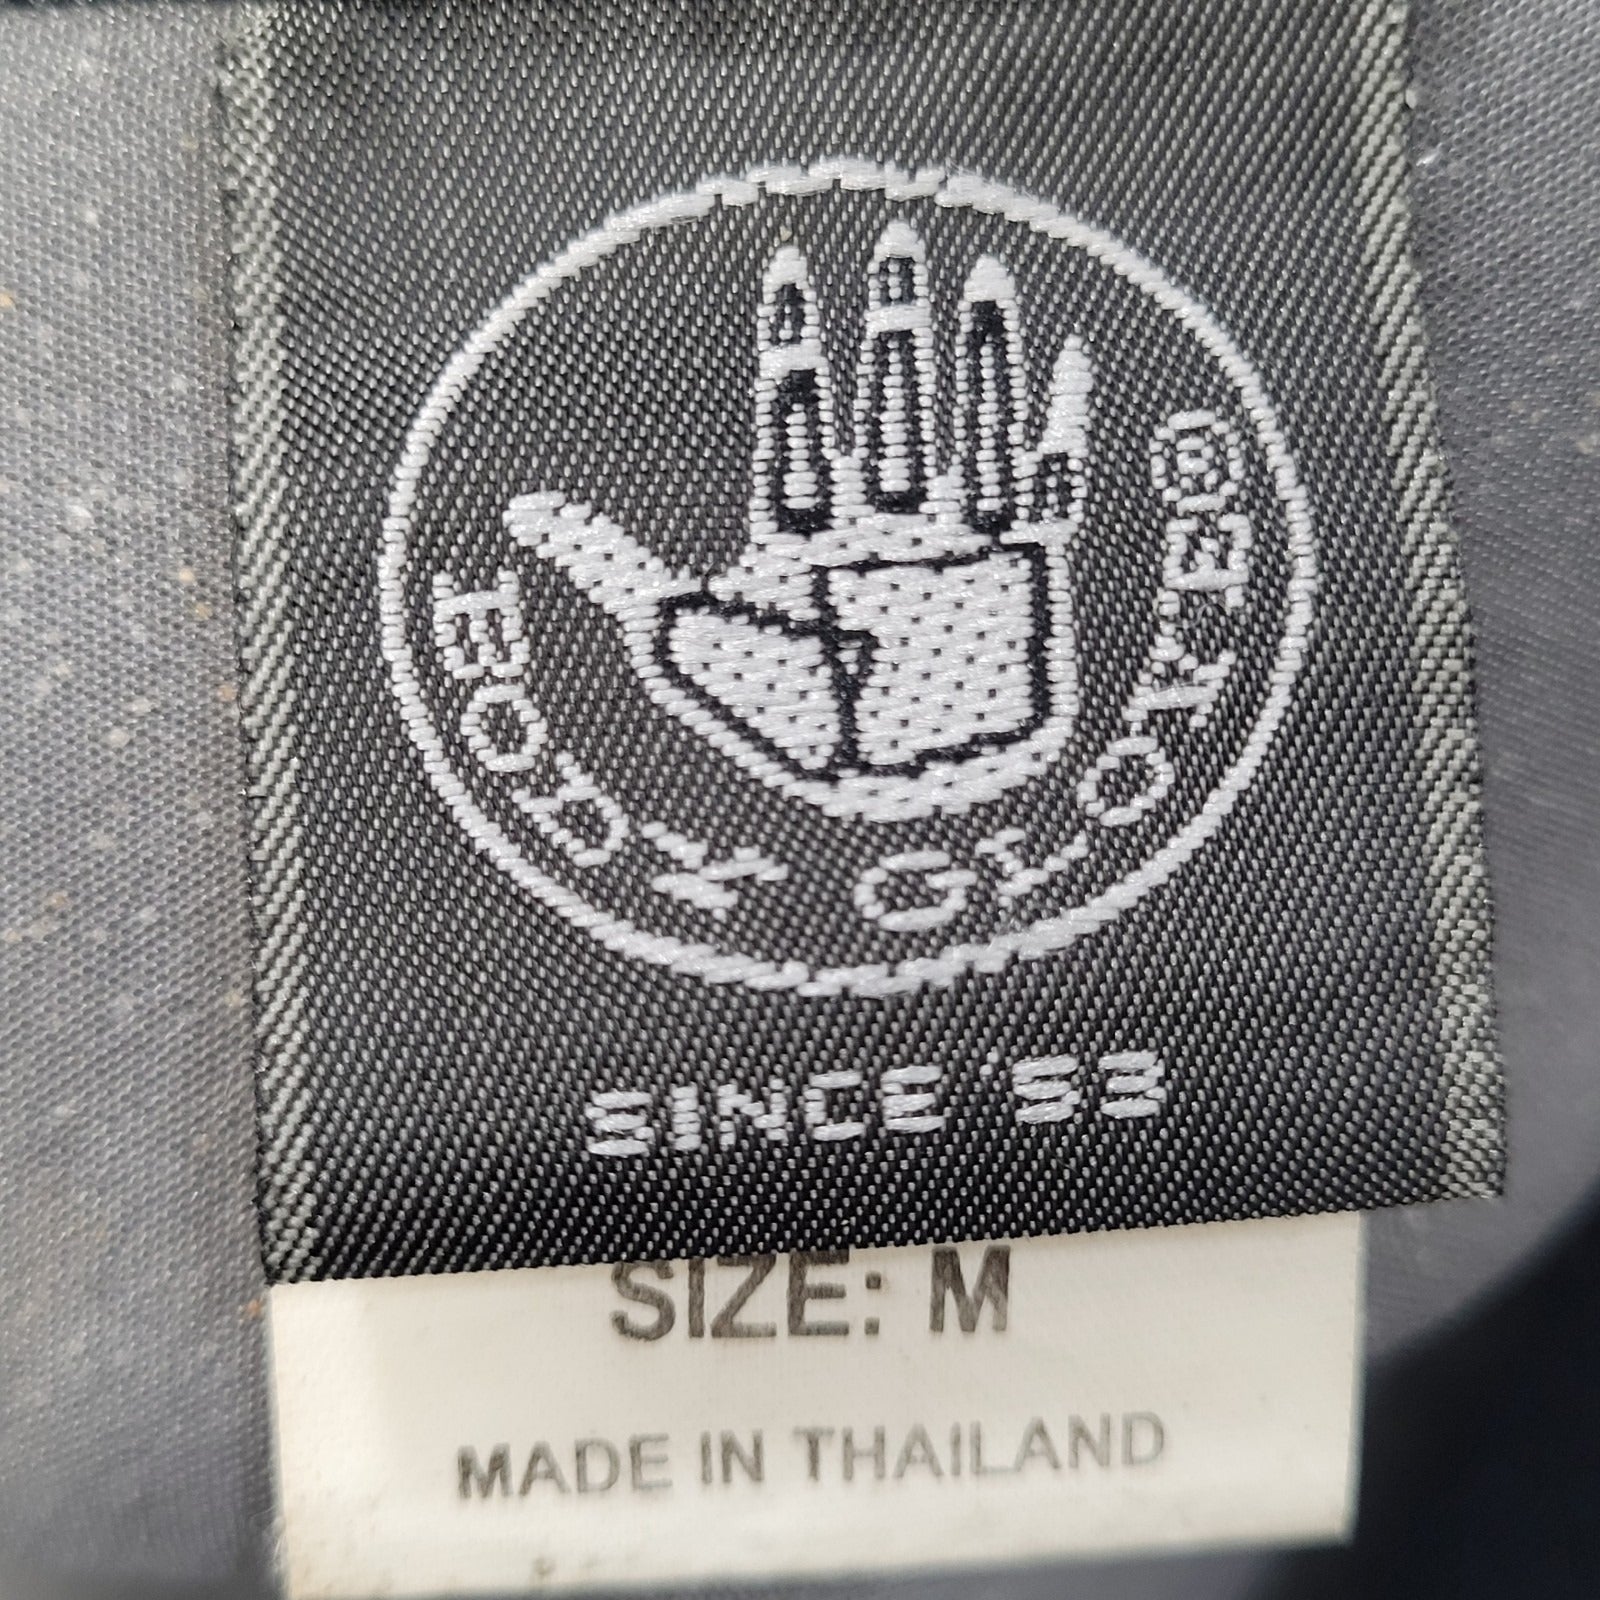 BODY GLOVE®
SINCE '53
SIZE: M
MADE IN THAILAND